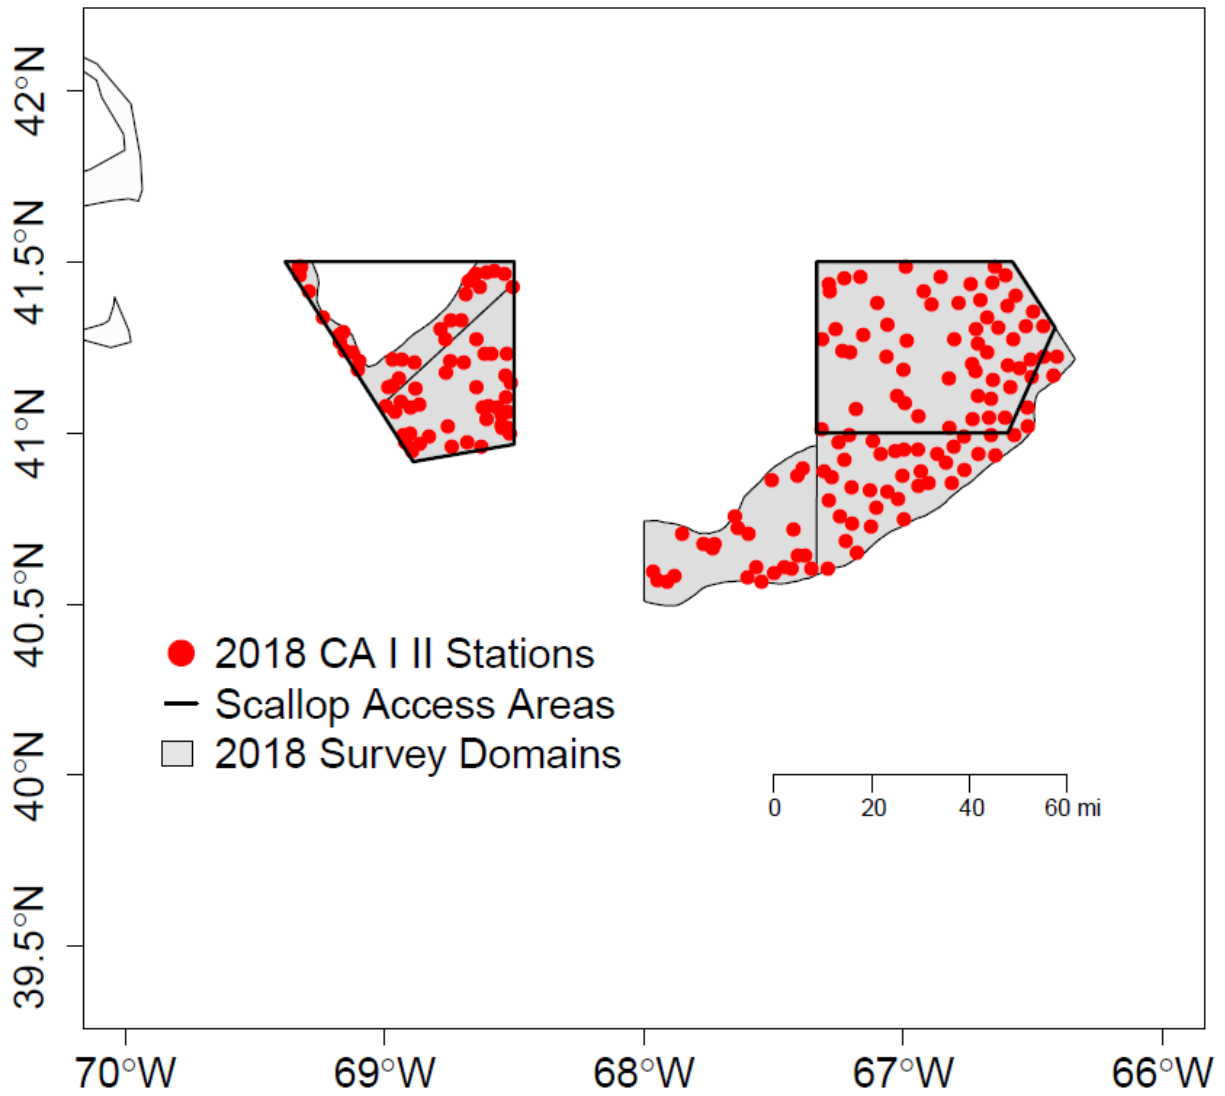 42°N
41.5°N
41°N
40.5°N
40°N
39.5°N
2018 CA I II Stations
Scallop Access Areas
2018 Survey Domains
0 20 40 60 mi
70°W 69°W 68°W 67°W 66°W